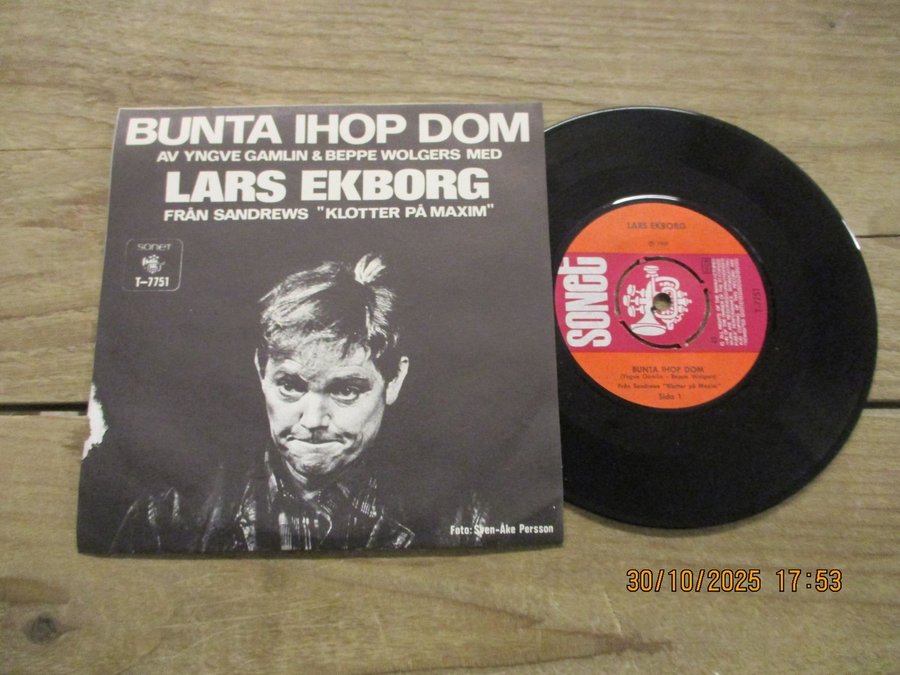 BUNTA IHOP DOM
AV YNGVE GAMLIN & BEPPE WOLGERS MED
LARS EKBORG
FRÅN SANDREWS "KLOTTER PÅ MAXIM"
sonet
T-7751
Foto: Sven-Åke Persson
LARS EKBORG
SONET
T-7751
45
BUNTA IHOP DOM
(Yngve Gamlin - Beppe Wolgers)
Från Sandrews "Klotter på Maxim"
Sida 1
30/10/2025 17:53